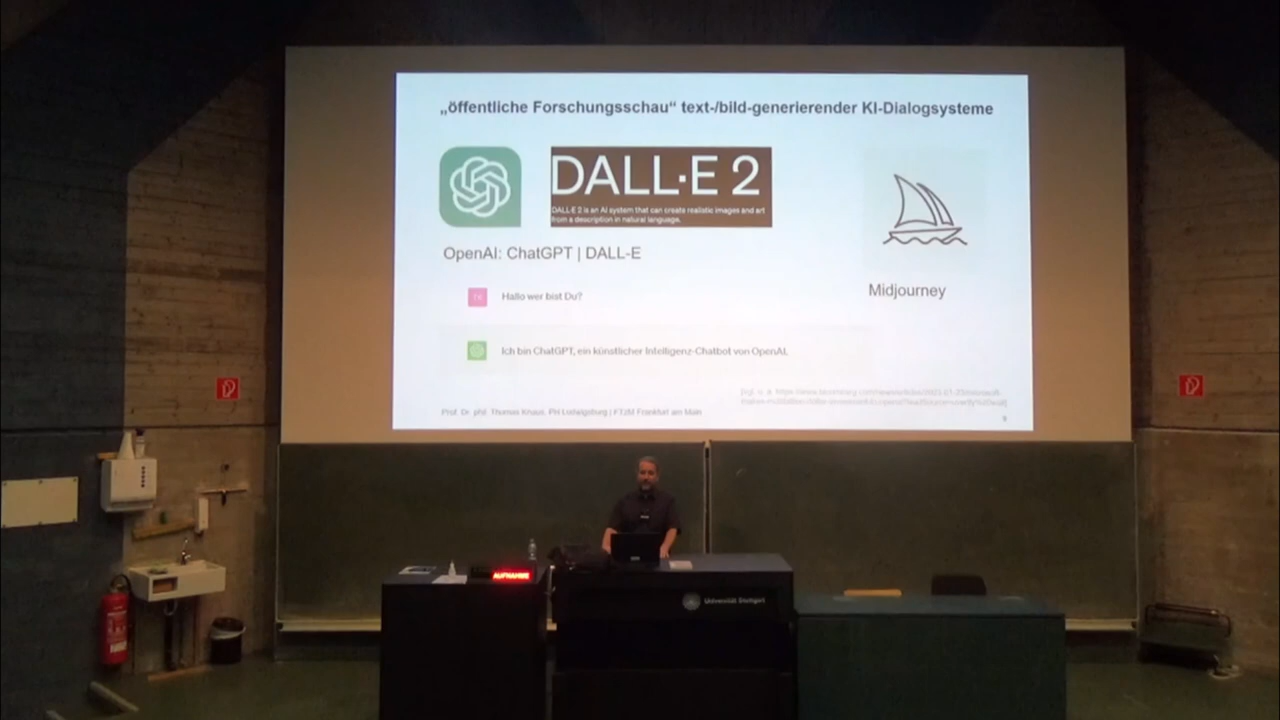 „öffentliche Forschungsschau“ text-/bild-generierender KI-Dialogsysteme
DALL·E 2
DALL·E 2 is an AI system that can create realistic images and art
from a description in natural language.
OpenAI: ChatGPT | DALL-E
Midjourney
TK
Hallo wer bist Du?
Ich bin ChatGPT, ein künstlicher Intelligenz-Chatbot von OpenAI.
Prof. Dr. phil. Thomas Knaus, PH Ludwigsburg | FTzM Frankfurt am Main
9
AUFNAHME
Universität Stuttgart